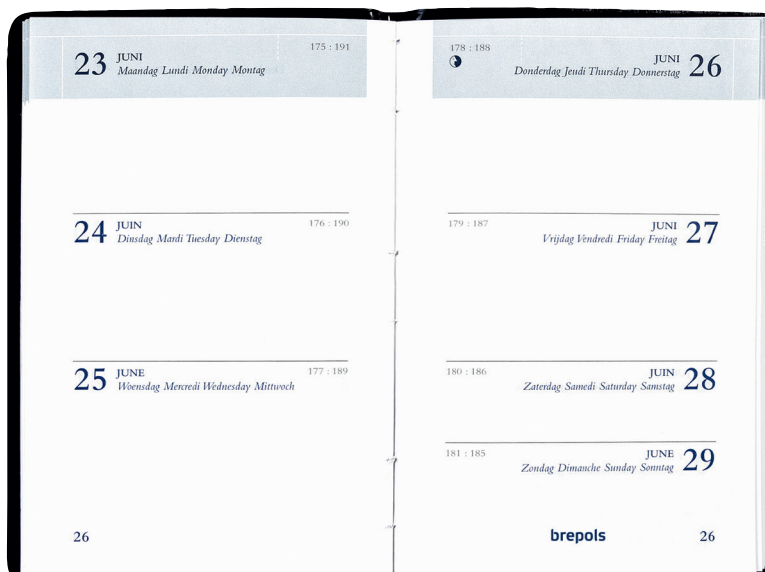 175 : 191
23 JUNI
Maandag Lundi Monday Montag
24 JUIN
176 : 190
Dinsdag Mardi Tuesday Dienstag
25 JUNE
177 : 189
Woensdag Mercredi Wednesday Mittwoch
26
178 : 188
JUNI 26
Donderdag Jeudi Thursday Donnerstag
179 : 187
JUNI 27
Vrijdag Vendredi Friday Freitag
180 : 186
JUIN 28
Zaterdag Samedi Saturday Samstag
181 : 185
JUNE 29
Zondag Dimanche Sunday Sonntag
brepols 26